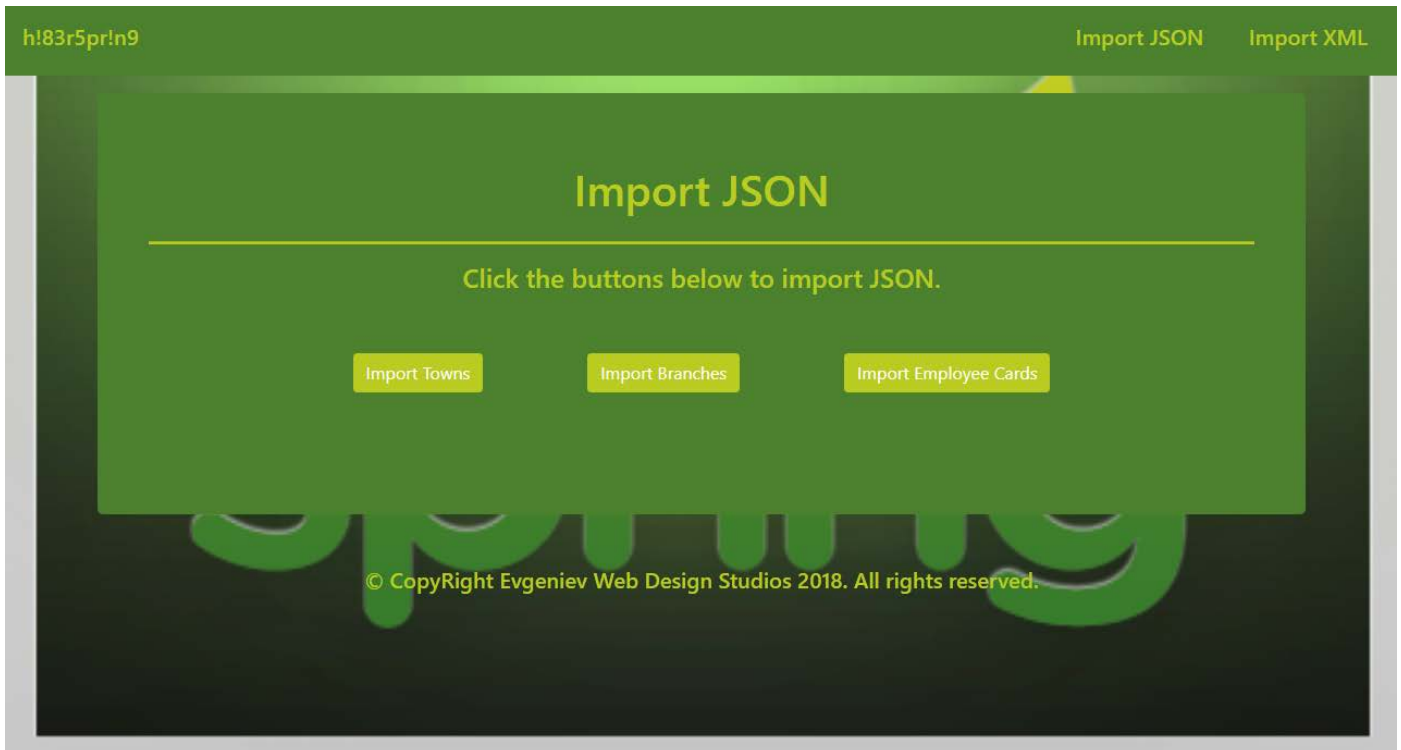 h!83r5pr!n9 Import JSON Import XML
Import JSON
Click the buttons below to import JSON.
Import Towns Import Branches Import Employee Cards
spring
© CopyRight Evgeniev Web Design Studios 2018. All rights reserved.